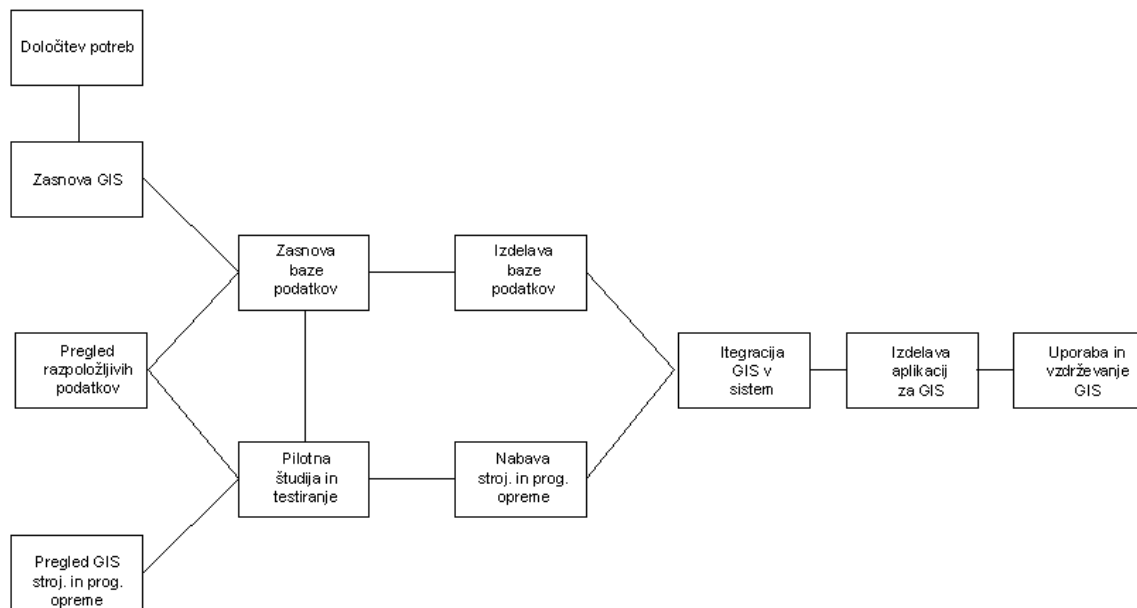 Določitev potreb
Zasnova GIS
Zasnova
baze
podatkov
Izdelava
baze
podatkov
Pregled
razpoložljivih
podatkov
Itegracija
GIS v
sistem
Izdelava
aplikacij
za GIS
Uporaba in
vzdrževanje
GIS
Pilotna
študija in
testiranje
Nabava
stroj. in prog.
opreme
Pregled GIS
stroj. in prog.
opreme